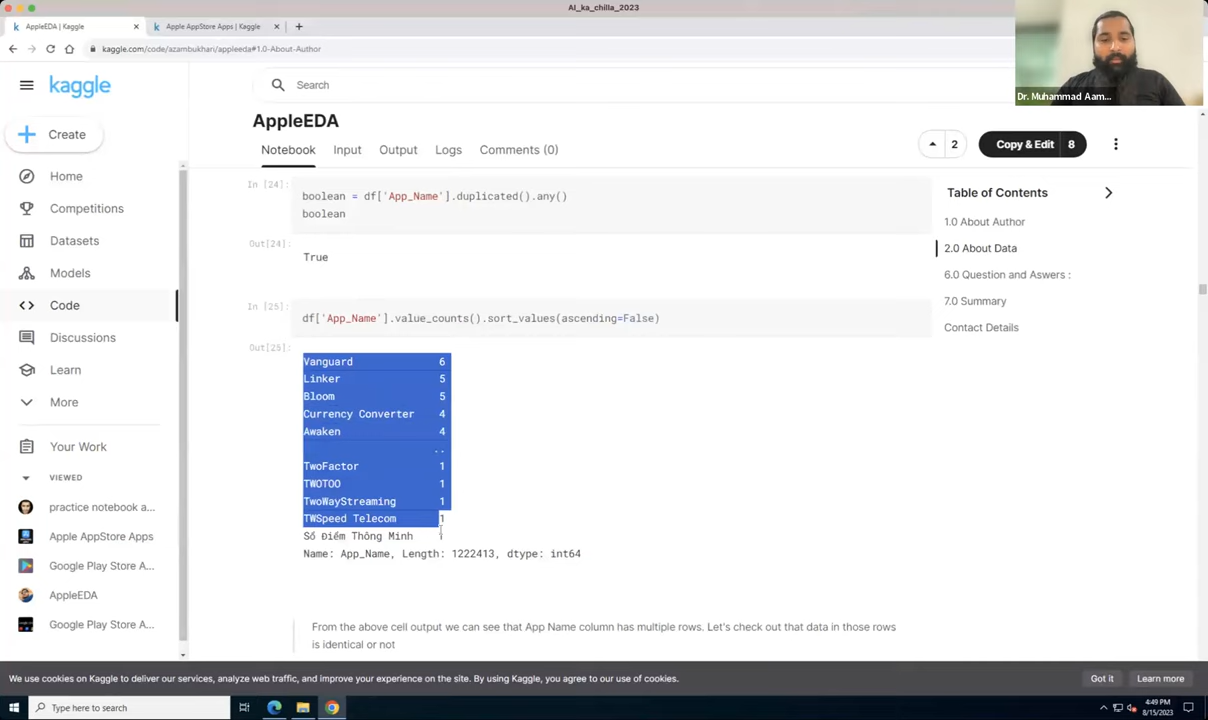 AI_ka_chilla_2023
AppleEDA | Kaggle
Apple AppStore Apps | Kaggle
kaggle.com/code/azambukhari/appleeda#1.0-About-Author
Dr. Muhammad Aam...
kaggle
Search
Create
AppleEDA
2
Copy & Edit 8
Notebook Input Output Logs Comments (0)
Home
Competitions
Datasets
Models
Code
Discussions
Learn
More
Your Work
VIEWED
practice notebook a...
Apple AppStore Apps
Google Play Store A...
AppleEDA
Google Play Store A...
In [24]:
boolean = df['App_Name'].duplicated().any()
boolean
Out[24]:
True
In [25]:
df['App_Name'].value_counts().sort_values(ascending=False)
Out[25]:
Vanguard 6
Linker 5
Bloom 5
Currency Converter 4
Awaken 4
..
TwoFactor 1
TWOTOO 1
TwoWayStreaming 1
TWSpeed Telecom 1
Số Điểm Thông Minh 1
Name: App_Name, Length: 1222413, dtype: int64
From the above cell output we can see that App Name column has multiple rows. Let's check out that data in those rows
is identical or not
Table of Contents
1.0 About Author
2.0 About Data
6.0 Question and Aswers :
7.0 Summary
Contact Details
We use cookies on Kaggle to deliver our services, analyze web traffic, and improve your experience on the site. By using Kaggle, you agree to our use of cookies.
Got it
Learn more
Type here to search
4:49 PM
8/15/2023